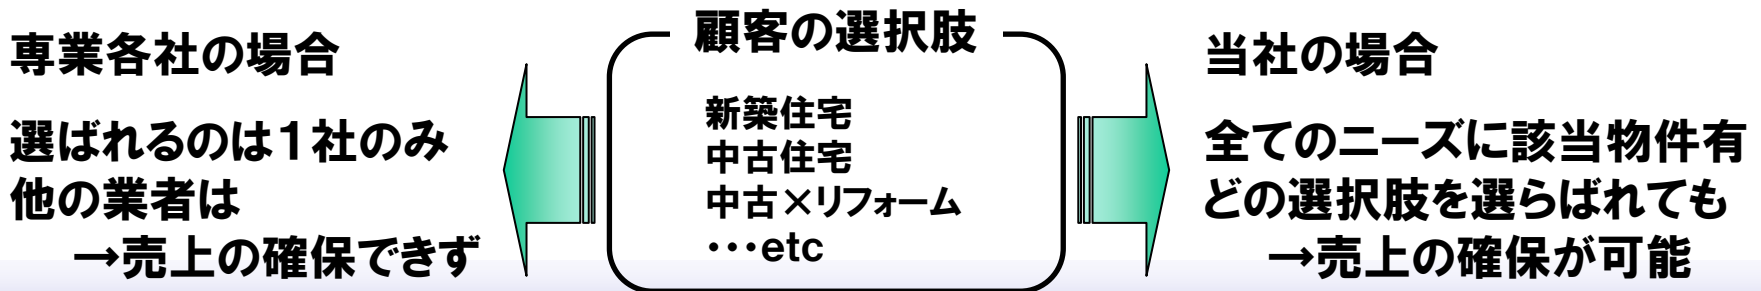 専業各社の場合
選ばれるのは1社のみ
他の業者は
→売上の確保できず
顧客の選択肢
新築住宅
中古住宅
中古×リフォーム
・・・etc
当社の場合
全てのニーズに該当物件有
どの選択肢を選らばれても
→売上の確保が可能